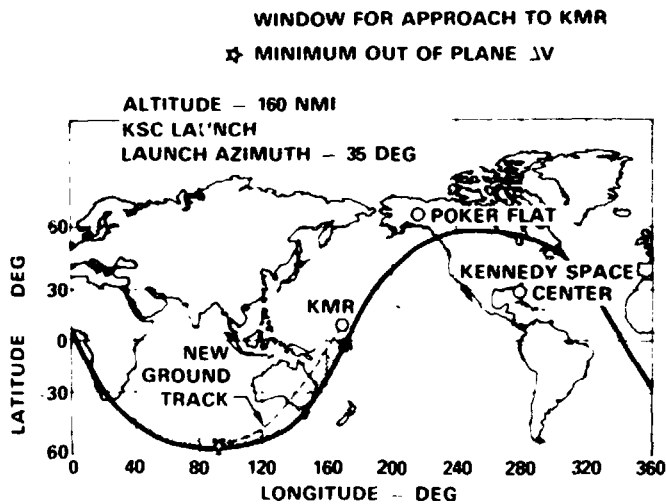 WINDOW FOR APPROACH TO KMR
☆ MINIMUM OUT OF PLANE ΔV
ALTITUDE – 160 NMI
KSC LAUNCH
LAUNCH AZIMUTH – 35 DEG
POKER FLAT
KENNEDY SPACE
CENTER
KMR
NEW
GROUND
TRACK
LATITUDE DEG
60
30
0
30
60
0 40 80 120 160 200 240 280 320 360
LONGITUDE – DEG